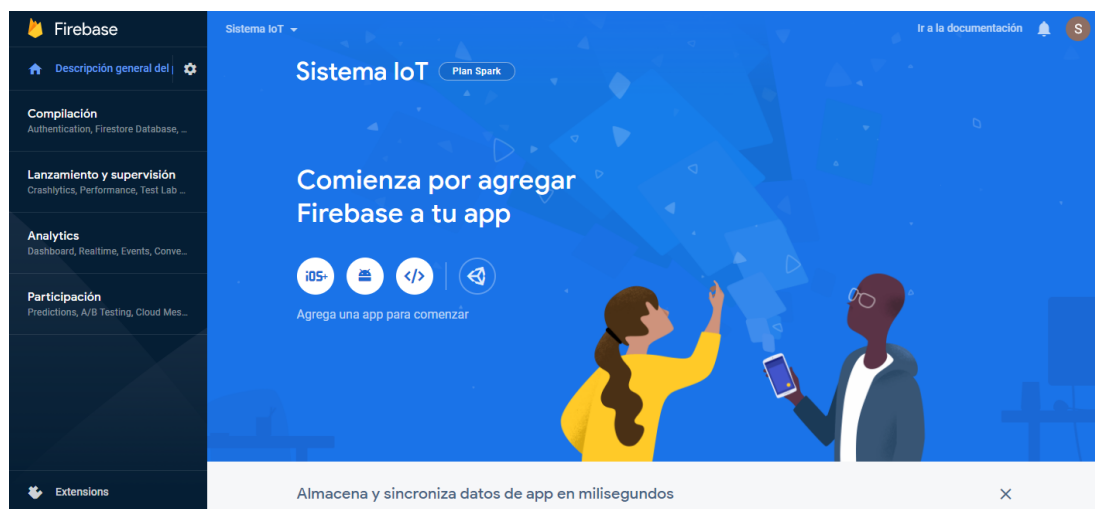 Firebase
Sistema IoT
Ir a la documentación
S
Descripción general del
Sistema IoT
Plan Spark
Compilación
Authentication, Firestore Database, ...
Lanzamiento y supervisión
Crashlytics, Performance, Test Lab ...
Comienza por agregar
Firebase a tu app
Analytics
Dashboard, Realtime, Events, Conve...
iOS+
</>
Participación
Predictions, A/B Testing, Cloud Mes...
Agrega una app para comenzar
Extensions
Almacena y sincroniza datos de app en milisegundos